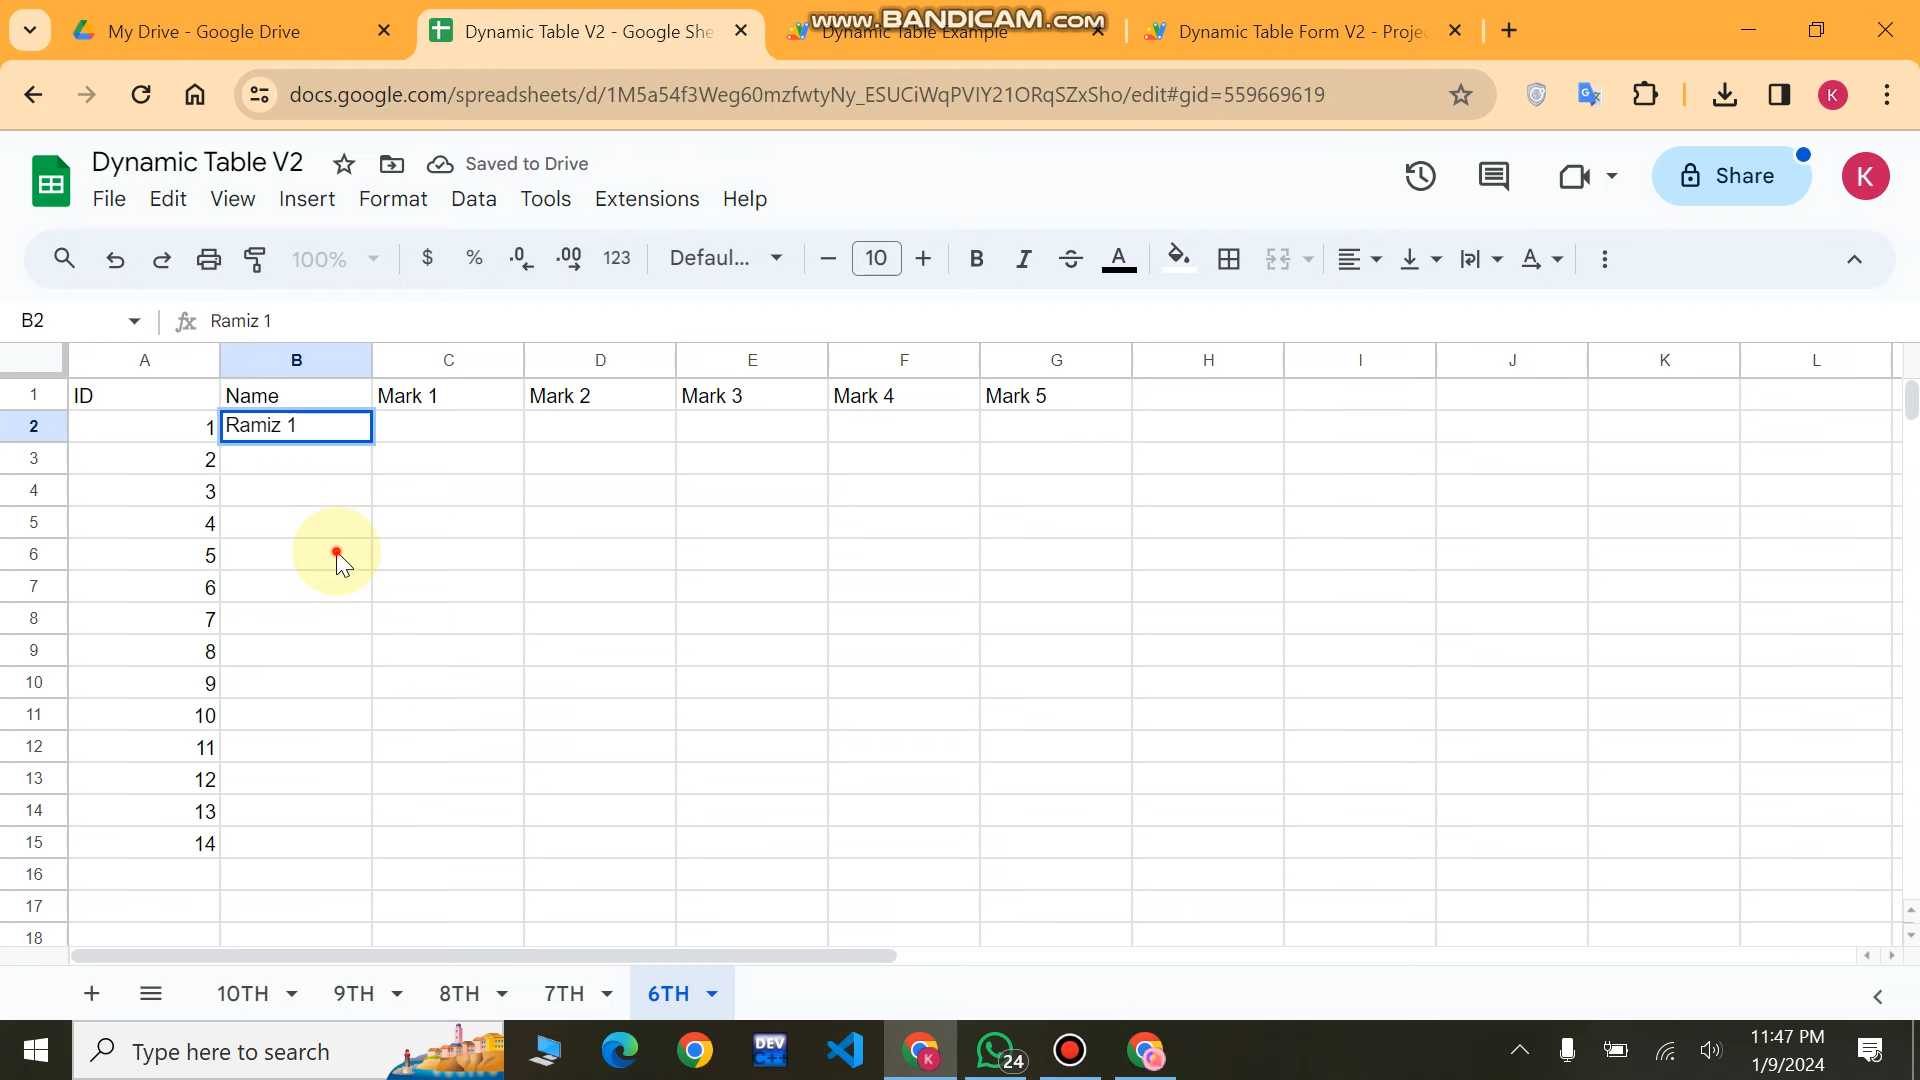 My Drive - Google Drive
Dynamic Table V2 - Google She
Dynamic Table Example
Dynamic Table Form V2 - Projec
www.BANDICAM.com
docs.google.com/spreadsheets/d/1M5a54f3Weg60mzfwtyNy_ESUCiWqPVIY21ORqSZxSho/edit#gid=559669619
K
Dynamic Table V2
Saved to Drive
Share
K
File Edit View Insert Format Data Tools Extensions Help
100%
$ % .0 .00 123
Defaul...
10
B I A
B2
fx Ramiz 1
A B C D E F G H I J K L
1 ID Name Mark 1 Mark 2 Mark 3 Mark 4 Mark 5
2 1 Ramiz 1
3 2
4 3
5 4
6 5
7 6
8 7
9 8
10 9
11 10
12 11
13 12
14 13
15 14
16
17
18
10TH 9TH 8TH 7TH 6TH
Type here to search
DEV C++
K
24
11:47 PM
1/9/2024